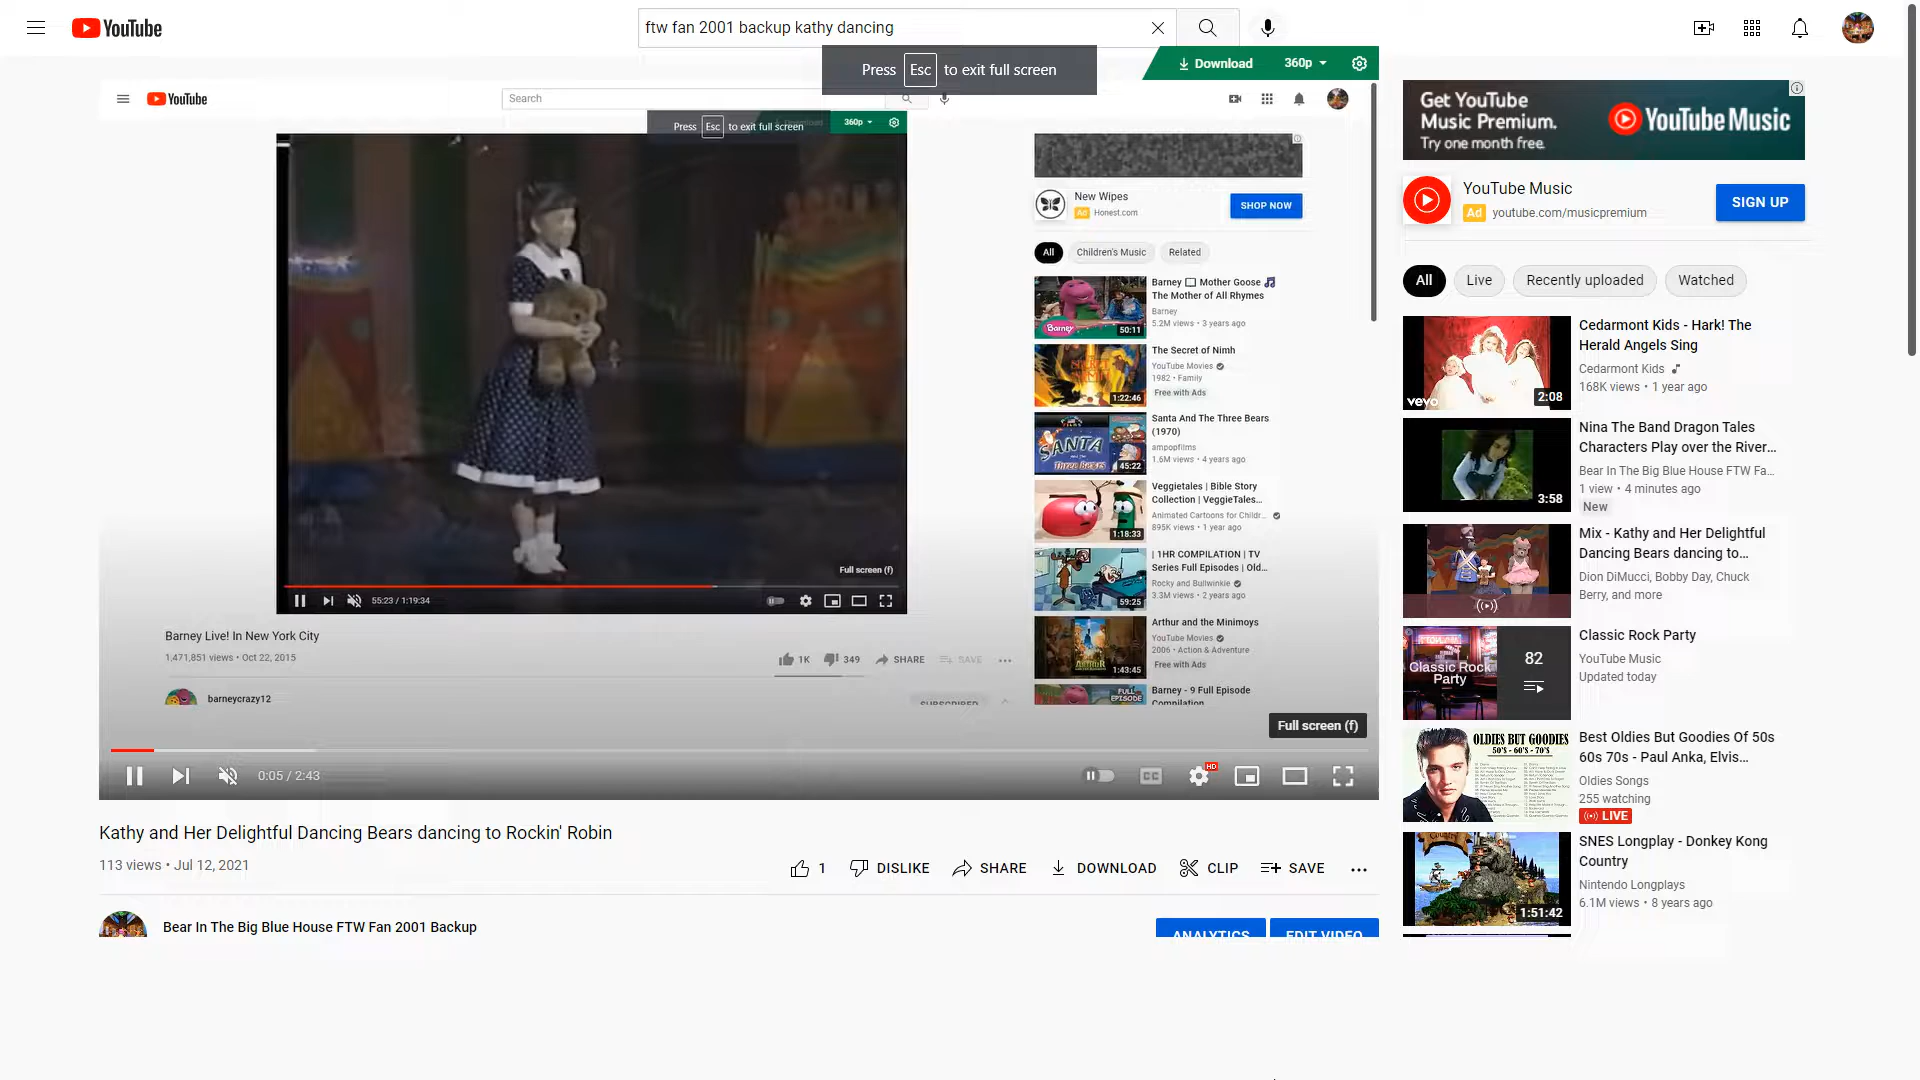 YouTube
ftw fan 2001 backup kathy dancing
Press Esc to exit full screen
Download 360p
YouTube
Search
Press Esc to exit full screen
360p
Full screen (f)
55:23 / 1:19:34
Barney Live! In New York City
1,471,851 views • Oct 22, 2015
1K 349 SHARE SAVE
barneycrazy12
SUBSCRIBED
New Wipes
Ad Honest.com
SHOP NOW
All Children's Music Related
Barney
50:11
Barney Mother Goose
The Mother of All Rhymes
Barney
5.2M views • 3 years ago
1:22:46
The Secret of Nimh
YouTube Movies
1982 • Family
Free with Ads
SANTA
AND THE
Three Bears
45:22
Santa And The Three Bears
(1970)
ampopfilms
1.6M views • 4 years ago
1:18:33
Veggietales | Bible Story
Collection | VeggieTales...
Animated Cartoons for Childr...
895K views • 1 year ago
59:25
| 1HR COMPILATION | TV
Series Full Episodes | Old...
Rocky and Bullwinkle
3.3M views • 2 years ago
ARTHUR
1:43:45
Arthur and the Minimoys
YouTube Movies
2006 • Action & Adventure
Free with Ads
FULL
EPISODE
Barney - 9 Full Episode
Compilation
Full screen (f)
0:05 / 2:43
CC
HD
Kathy and Her Delightful Dancing Bears dancing to Rockin' Robin
113 views • Jul 12, 2021
1 DISLIKE SHARE DOWNLOAD CLIP SAVE
Bear In The Big Blue House FTW Fan 2001 Backup
ANALYTICS EDIT VIDEO
Get YouTube
Music Premium.
Try one month free.
YouTube Music
YouTube Music
Ad youtube.com/musicpremium
SIGN UP
All Live Recently uploaded Watched
vevo
2:08
Cedarmont Kids - Hark! The
Herald Angels Sing
Cedarmont Kids
168K views • 1 year ago
3:58
Nina The Band Dragon Tales
Characters Play over the River...
Bear In The Big Blue House FTW Fa...
1 view • 4 minutes ago
New
Mix - Kathy and Her Delightful
Dancing Bears dancing to...
Dion DiMucci, Bobby Day, Chuck
Berry, and more
Classic Rock
Party
82
Classic Rock Party
YouTube Music
Updated today
OLDIES BUT GOODIES
50'S - 60'S - 70'S
Best Oldies But Goodies Of 50s
60s 70s - Paul Anka, Elvis...
Oldies Songs
255 watching
LIVE
1:51:42
SNES Longplay - Donkey Kong
Country
Nintendo Longplays
6.1M views • 8 years ago